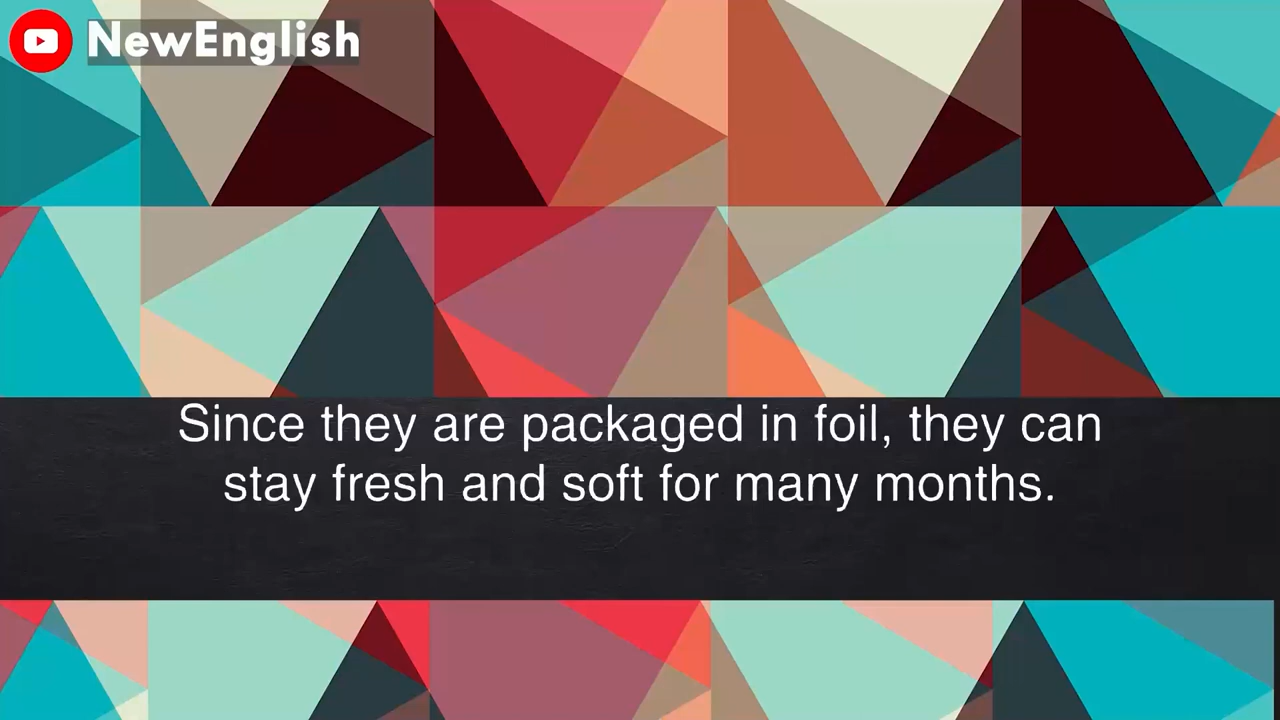 NewEnglish
Since they are packaged in foil, they can
stay fresh and soft for many months.